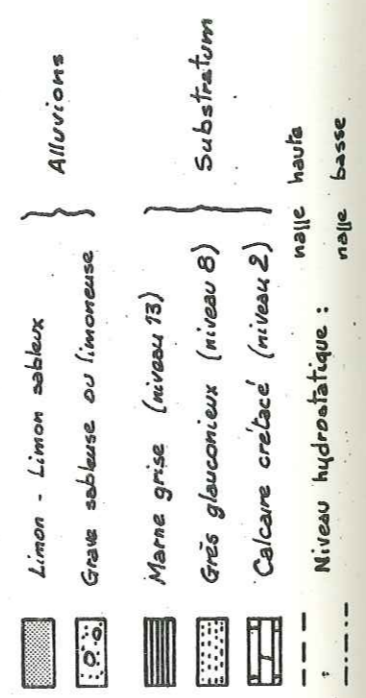 Limon - Limon sableux
Grave sableuse ou limoneuse
Alluvions
Marne grise (niveau 13)
Grès glauconieux (niveau 8)
Calcaire crétacé (niveau 2)
Substratum
Niveau hydrostatique :
nappe haute
nappe basse